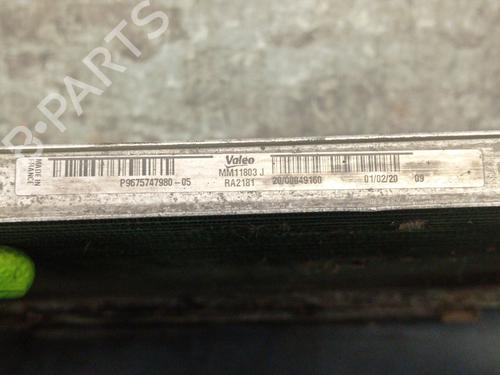 B-PARTS
MADE IN
FRANCE
P9675747980-05
Valeo
MM11803 J
RA2181
20/00849160
01/02/20
09